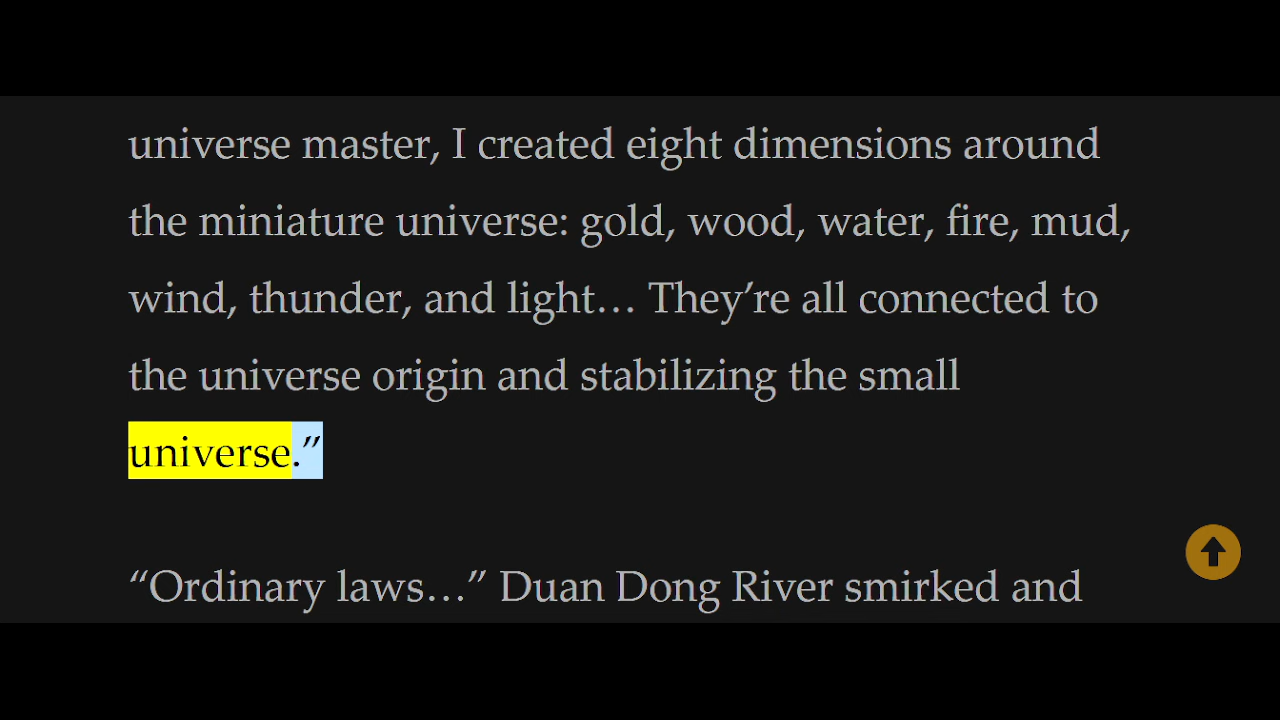 universe master, I created eight dimensions around
the miniature universe: gold, wood, water, fire, mud,
wind, thunder, and light… They’re all connected to
the universe origin and stabilizing the small
universe.”
“Ordinary laws…” Duan Dong River smirked and